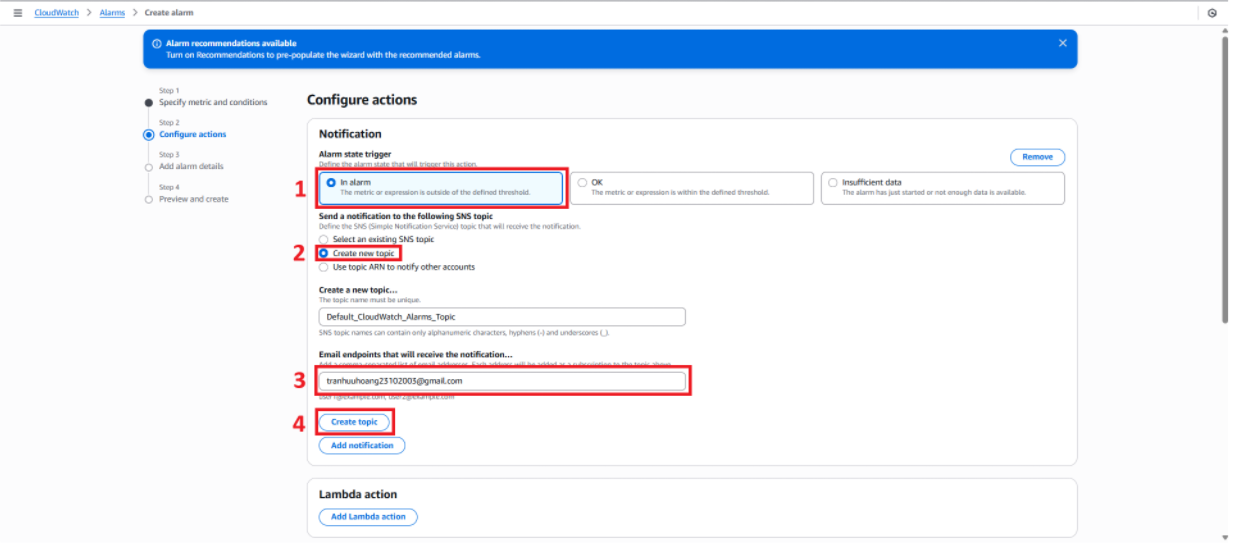 CloudWatch > Alarms > Create alarm
Alarm recommendations available
Turn on Recommendations to pre-populate the wizard with the recommended alarms.
Step 1
Specify metric and conditions
Step 2
Configure actions
Step 3
Add alarm details
Step 4
Preview and create
Configure actions
Notification
Alarm state trigger
Define the alarm state that will trigger this action.
Remove
1
In alarm
The metric or expression is outside of the defined threshold.
OK
The metric or expression is within the defined threshold.
Insufficient data
The alarm has just started or not enough data is available.
Send a notification to the following SNS topic
Define the SNS (Simple Notification Service) topic that will receive the notification.
Select an existing SNS topic
2
Create new topic
Use topic ARN to notify other accounts
Create a new topic...
The topic name must be unique.
Default_CloudWatch_Alarms_Topic
SNS topic names can contain only alphanumeric characters, hyphens (-) and underscores (_).
Email endpoints that will receive the notification...
Add a comma-separated list of email addresses. Each address will be added as a subscription to the topic above.
3
tranhuuhoang23102003@gmail.com
user1@example.com, user2@example.com
4
Create topic
Add notification
Lambda action
Add Lambda action